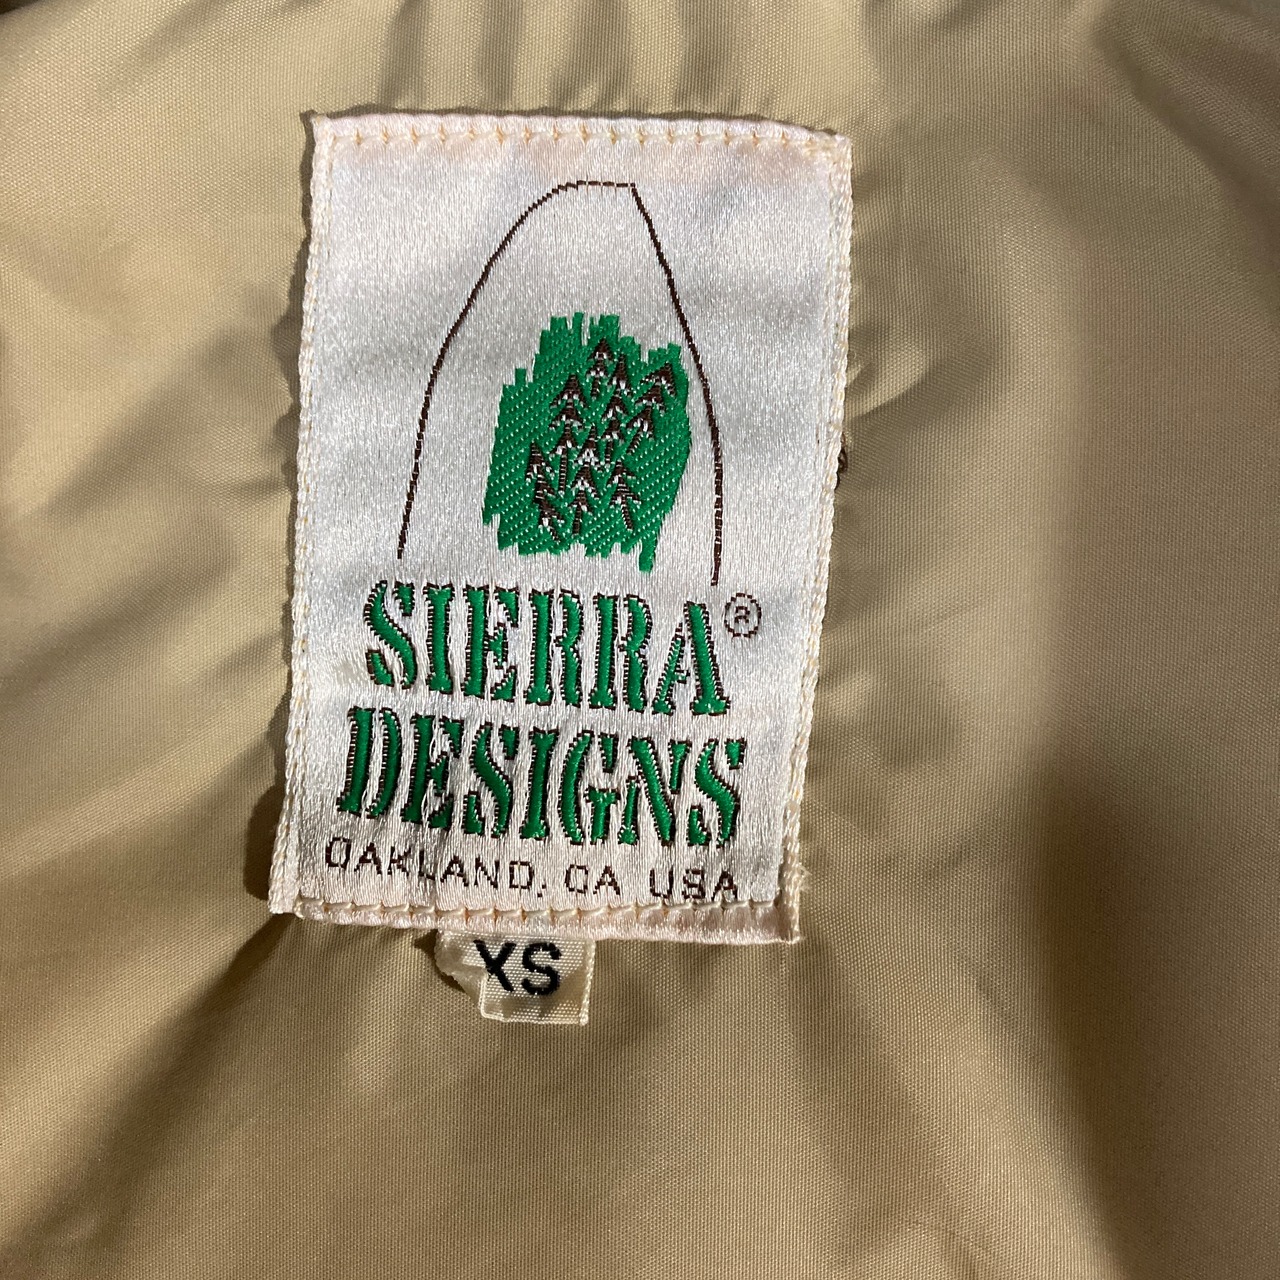 SIERRA®
DESIGNS
OAKLAND, CA USA
XS